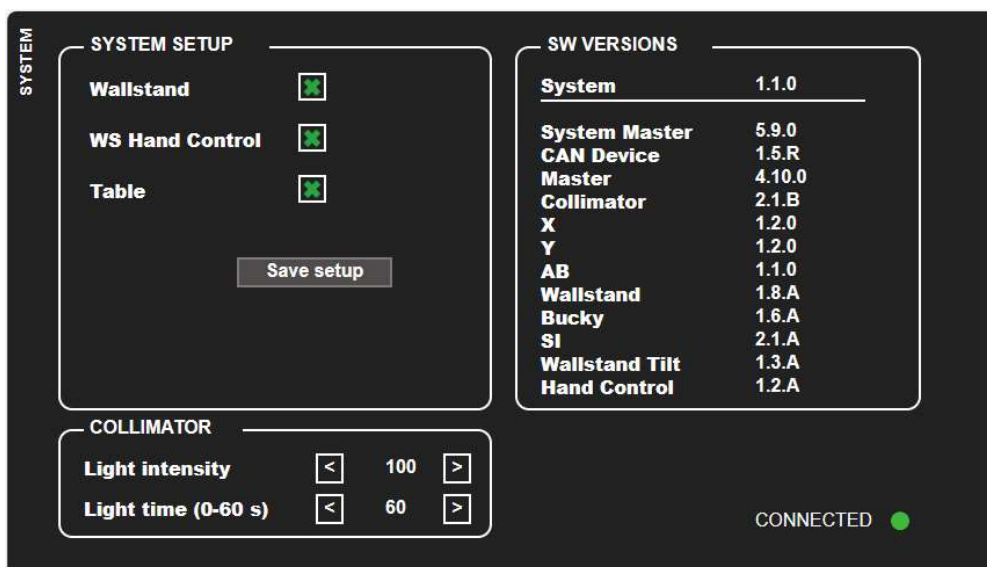 SYSTEM
SYSTEM SETUP
Wallstand
WS Hand Control
Table
Save setup
SW VERSIONS
System 1.1.0
System Master 5.9.0
CAN Device 1.5.R
Master 4.10.0
Collimator 2.1.B
X 1.2.0
Y 1.2.0
AB 1.1.0
Wallstand 1.8.A
Bucky 1.6.A
SI 2.1.A
Wallstand Tilt 1.3.A
Hand Control 1.2.A
COLLIMATOR
Light intensity < 100 >
Light time (0-60 s) < 60 >
CONNECTED